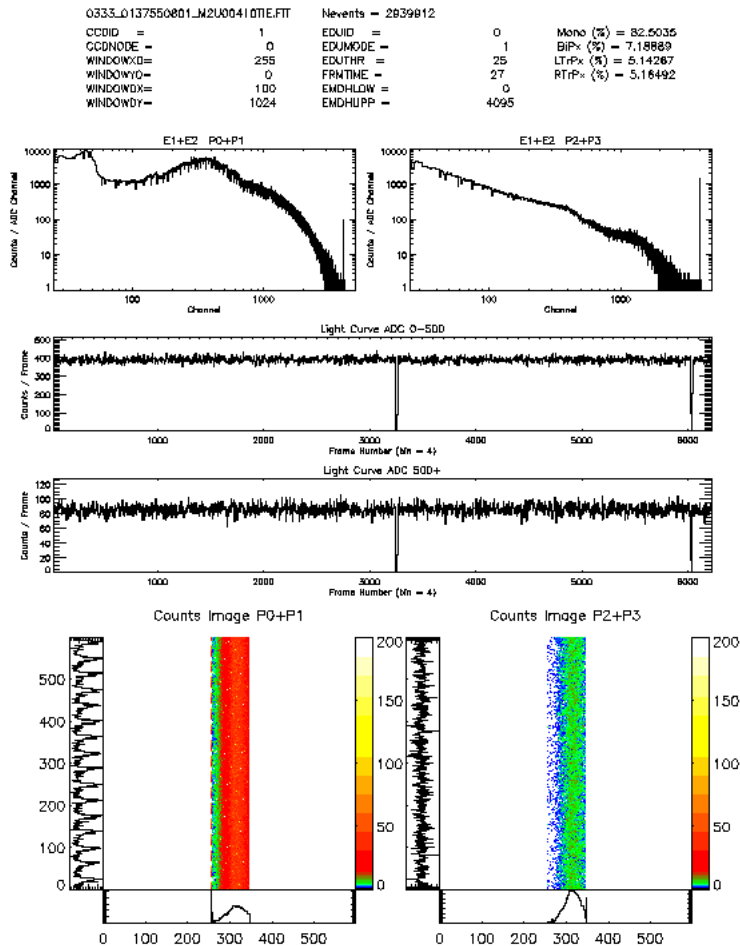 0333_0137550801_M2U00410TIE.FIT Nevents = 2939912
CCDID = 1 EDUID = 0 Mono (%) = 82.5035
CCDNODE = 0 EDUMODE = 1 BiPx (%) = 7.18889
WINDOWX0= 255 EDUTHR = 25 LTrPx (%) = 5.14267
WINDOWY0= 0 FRMTIME = 27 RTrPx (%) = 5.16492
WINDOWDX= 100 EMDHLOW = 0
WINDOWDY= 1024 EMDHUPP = 4095
E1+E2 P0+P1
E1+E2 P2+P3
Counts / ADC Channel
10000
1000
100
10
1
100 1000
Channel
Counts / ADC Channel
10000
1000
100
10
1
100 1000
Channel
Light Curve ADC 0-500
Counts / Frame
500
400
300
200
100
0
1000 2000 3000 4000 5000 6000
Frame Number (bin = 4)
Light Curve ADC 500+
Counts / Frame
120
100
80
60
40
20
0
1000 2000 3000 4000 5000 6000
Frame Number (bin = 4)
Counts Image P0+P1
500
400
300
200
100
0
200
150
100
50
0
0 100 200 300 400 500
Counts Image P2+P3
200
150
100
50
0
0 100 200 300 400 500